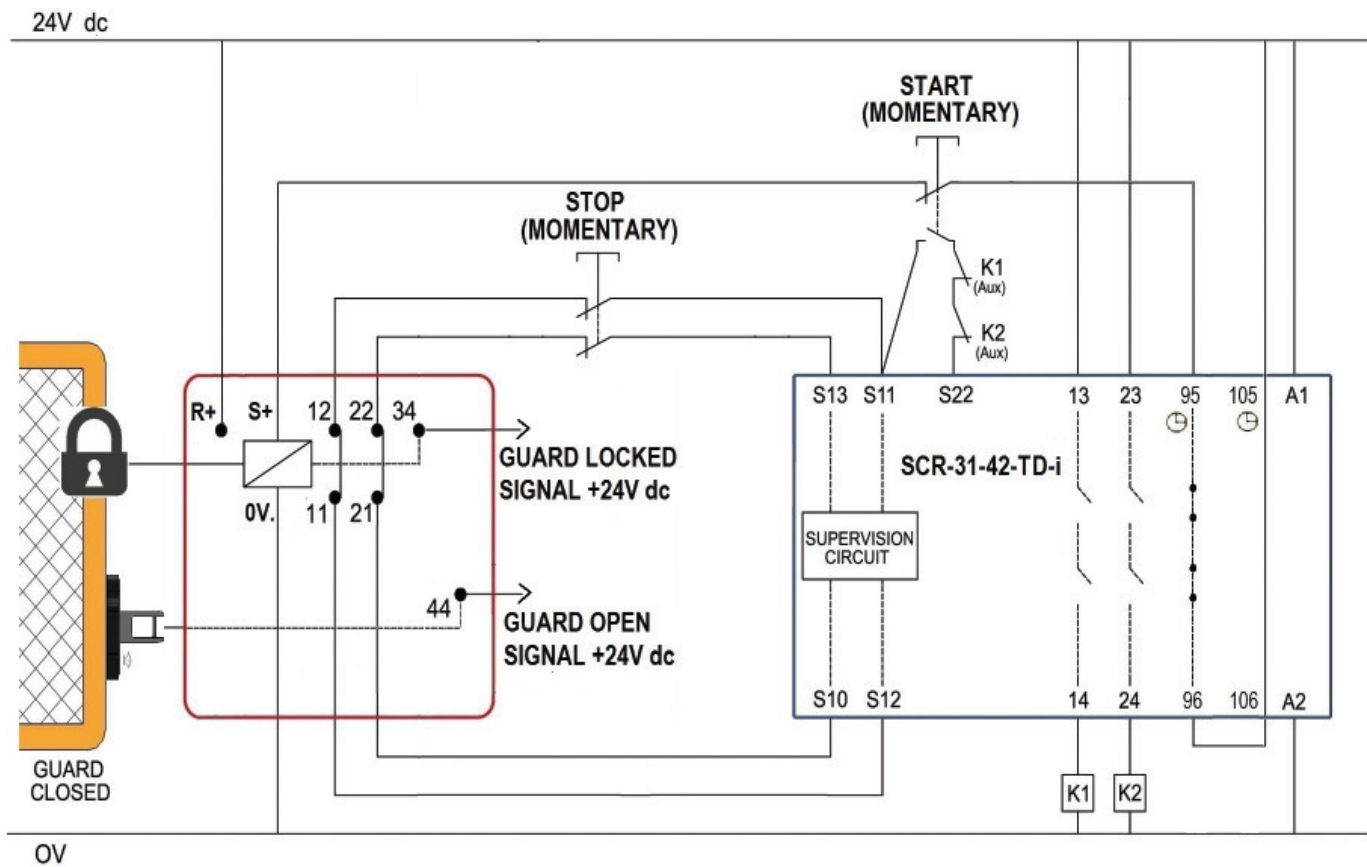 24V dc
START
(MOMENTARY)
STOP
(MOMENTARY)
K1
(Aux)
K2
(Aux)
S13 S11 S22 13 23 95 105 A1
R+ S+ 12 22 34
SCR-31-42-TD-i
GUARD LOCKED
SIGNAL +24V dc
0V. 11 21
SUPERVISION
CIRCUIT
44
GUARD OPEN
SIGNAL +24V dc
S10 S12 14 24 96 106 A2
GUARD
CLOSED
K1 K2
OV